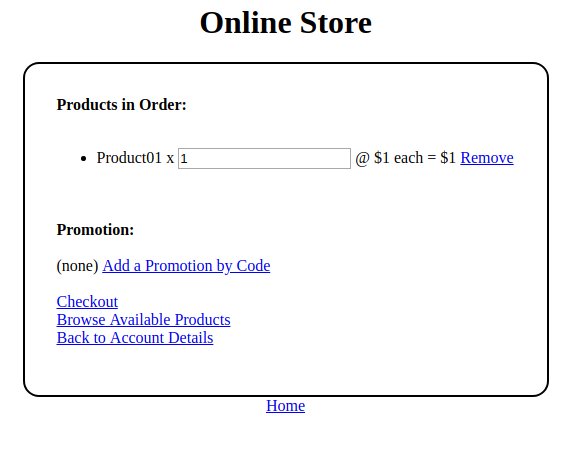 Online Store
Products in Order:
Product01 x 1 @ $1 each = $1 Remove
Promotion:
(none) Add a Promotion by Code
Checkout
Browse Available Products
Back to Account Details
Home